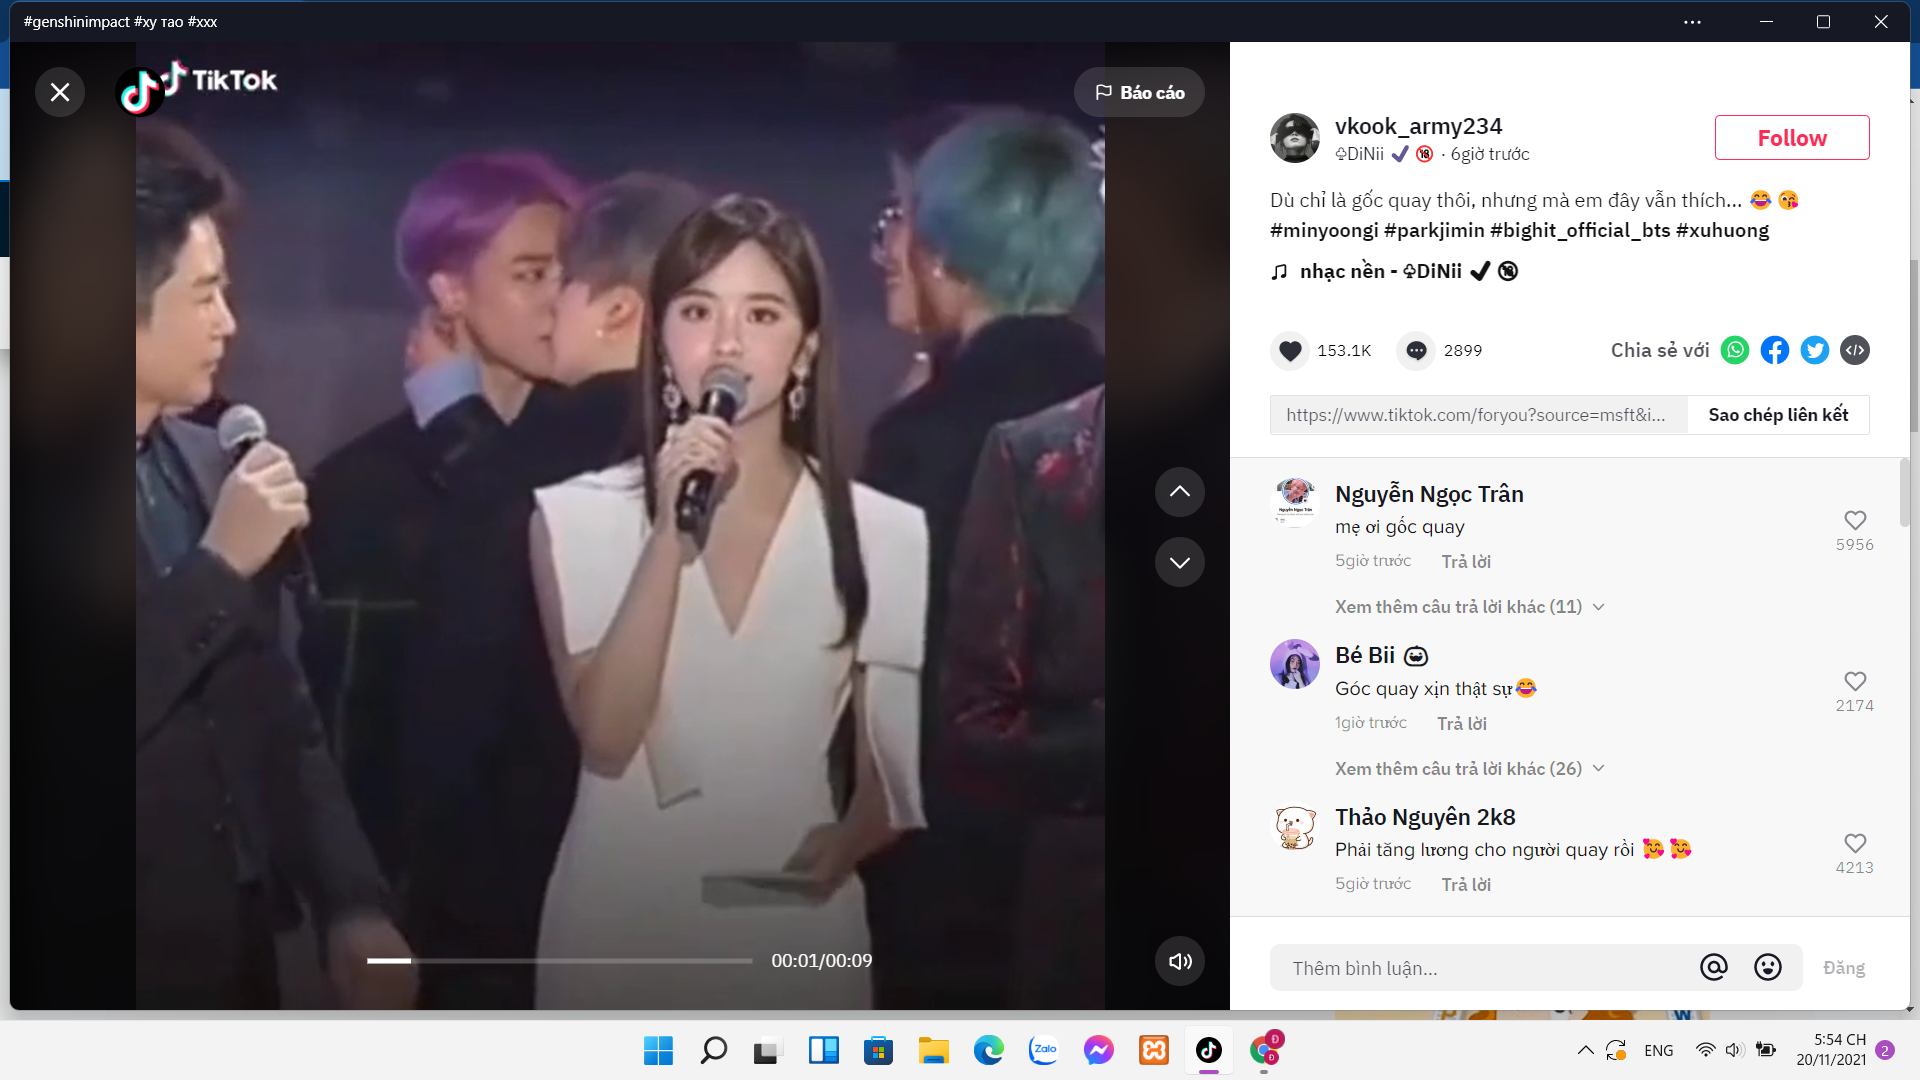 #genshinimpact #xy тao #xxx
TikTok
Báo cáo
vkook_army234
Follow
♧DiNii ✔ 🔞 · 6giờ trước
Dù chỉ là gốc quay thôi, nhưng mà em đây vẫn thích... 😂 😘
#minyoongi #parkjimin #bighit_official_bts #xuhuong
♫ nhạc nền - ♧DiNii ✔ 🔞
153.1K
2899
Chia sẻ với
https://www.tiktok.com/foryou?source=msft&i...
Sao chép liên kết
Nguyễn Ngọc Trân
mẹ ơi gốc quay
5956
5giờ trước
Trả lời
Xem thêm câu trả lời khác (11)
Bé Bii
Góc quay xịn thật sự😂
2174
1giờ trước
Trả lời
Xem thêm câu trả lời khác (26)
Thảo Nguyên 2k8
Phải tăng lương cho người quay rồi 🥰 🥰
4213
5giờ trước
Trả lời
00:01/00:09
Thêm bình luận...
Đăng
Zalo
ENG
5:54 CH
20/11/2021
2